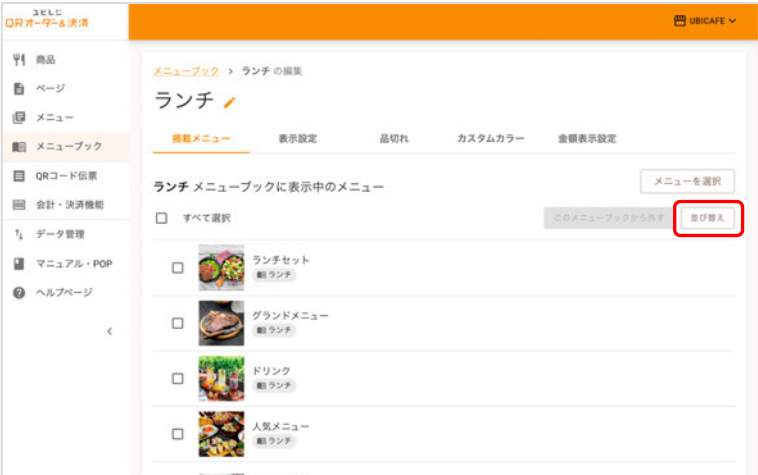 ユビレジ
QRオーダー&決済
UBICAFE
商品
ページ
メニュー
メニューブック
QRコード伝票
会計・決済機能
データ管理
マニュアル・POP
ヘルプページ
メニューブック > ランチ の編集
ランチ
掲載メニュー 表示設定 品切れ カスタムカラー 金額表示設定
ランチ メニューブックに表示中のメニュー
メニューを選択
すべて選択
このメニューブックから外す
並び替え
ランチセット
ランチ
グランドメニュー
ランチ
ドリンク
ランチ
人気メニュー
ランチ